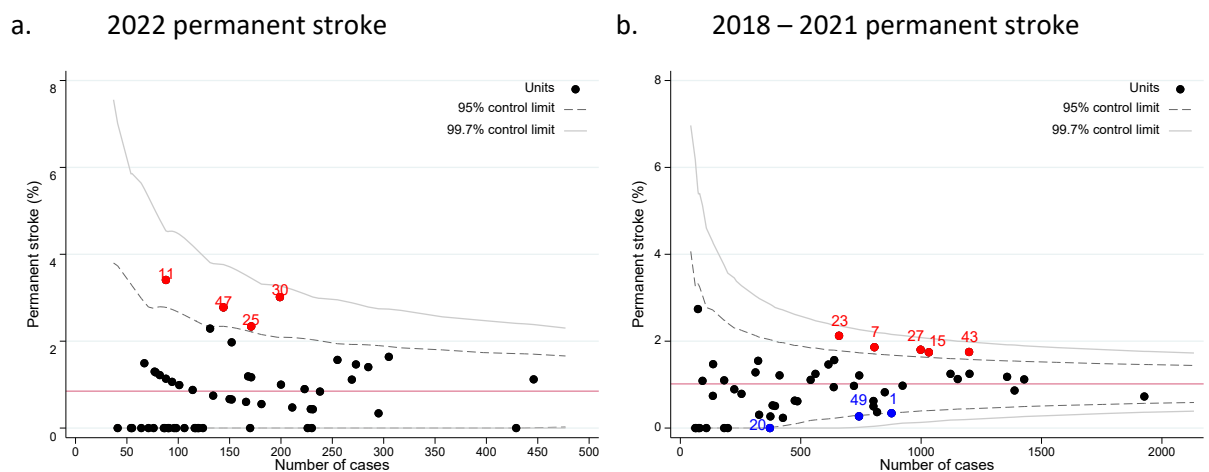 a. 2022 permanent stroke
8
6
4
2
0
Permanent stroke (%)
Units
95% control limit
99.7% control limit
11
47
30
25
0 50 100 150 200 250 300 350 400 450 500
Number of cases
b. 2018 – 2021 permanent stroke
8
6
4
2
0
Permanent stroke (%)
Units
95% control limit
99.7% control limit
23
7
27
15
43
49
1
20
0 500 1000 1500 2000
Number of cases